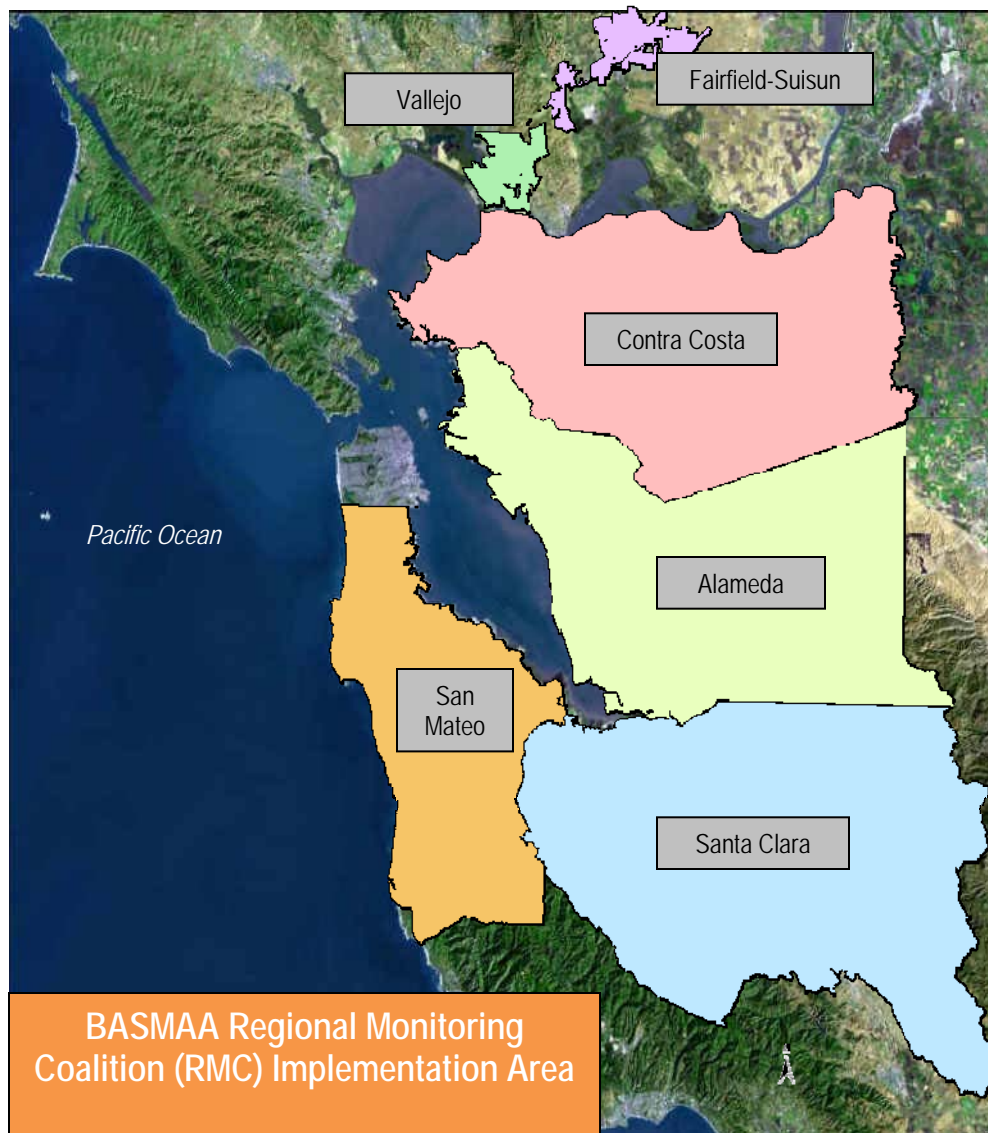 Fairfield-Suisun
Vallejo
Contra Costa
Pacific Ocean
Alameda
San
Mateo
Santa Clara
BASMAA Regional Monitoring
Coalition (RMC) Implementation Area